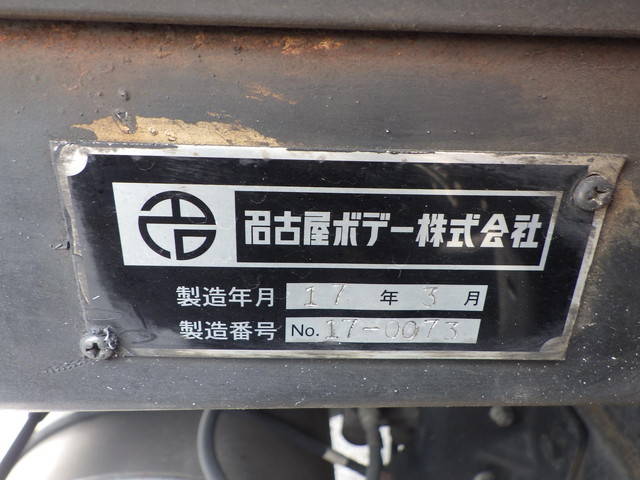 名古屋ボデー株式会社
製造年月 17 年 3 月
製造番号 No. 17-0073